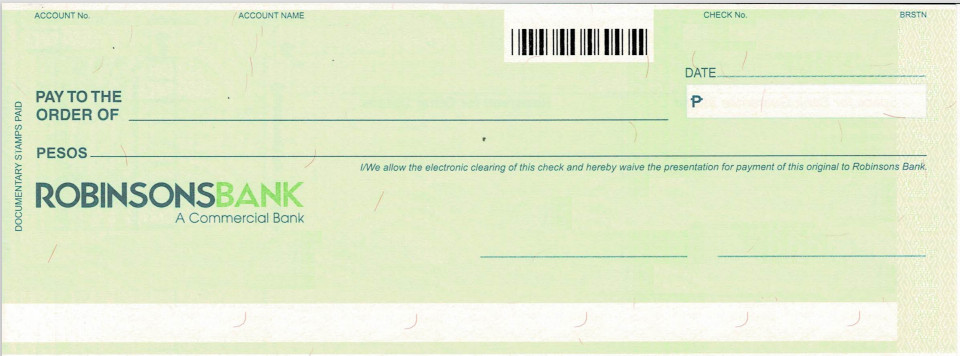 ACCOUNT No. ACCOUNT NAME CHECK No. BRSTN
DATE
PAY TO THE
ORDER OF
₱
PESOS
I/We allow the electronic clearing of this check and hereby waive the presentation for payment of this original to Robinsons Bank.
DOCUMENTARY STAMPS PAID
ROBINSONSBANK
A Commercial Bank